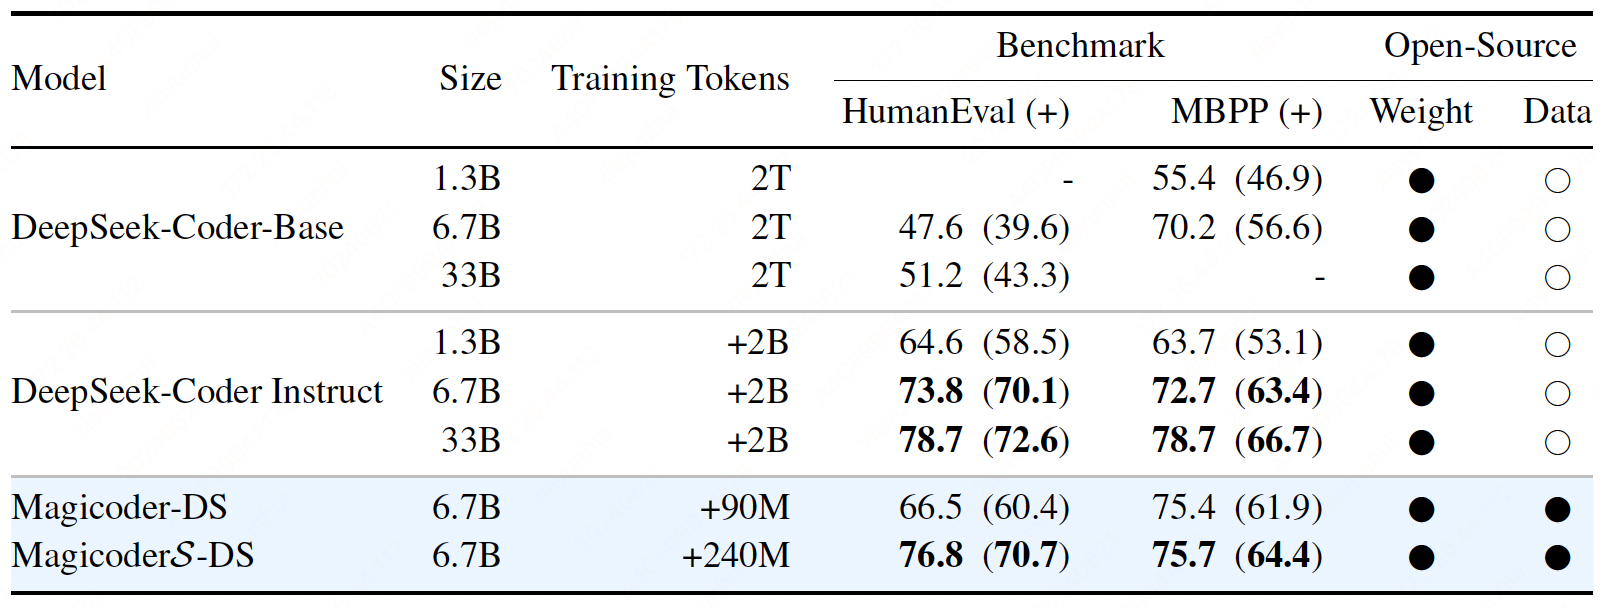 Benchmark Open-Source
Model Size Training Tokens
HumanEval (+) MBPP (+) Weight Data
1.3B 2T - 55.4 (46.9) ● ○
DeepSeek-Coder-Base 6.7B 2T 47.6 (39.6) 70.2 (56.6) ● ○
33B 2T 51.2 (43.3) - ● ○
1.3B +2B 64.6 (58.5) 63.7 (53.1) ● ○
DeepSeek-Coder Instruct 6.7B +2B 73.8 (70.1) 72.7 (63.4) ● ○
33B +2B 78.7 (72.6) 78.7 (66.7) ● ○
Magicoder-DS 6.7B +90M 66.5 (60.4) 75.4 (61.9) ● ●
Magicoder𝒮-DS 6.7B +240M 76.8 (70.7) 75.7 (64.4) ● ●